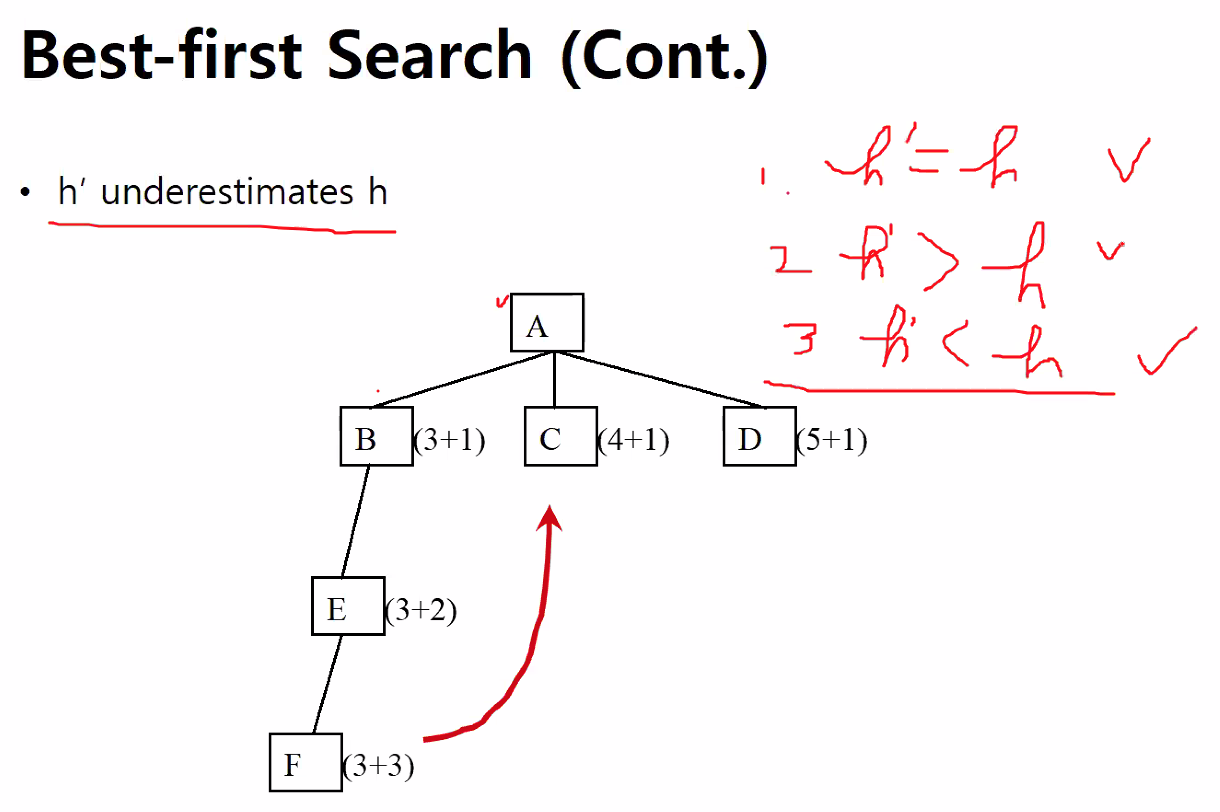 Best-first Search (Cont.)
• h′ underestimates h
1. h′ = h ✓
2 h′ > h ✓
3 h′ < h ✓
A
B (3+1) C (4+1) D (5+1)
E (3+2)
F (3+3)